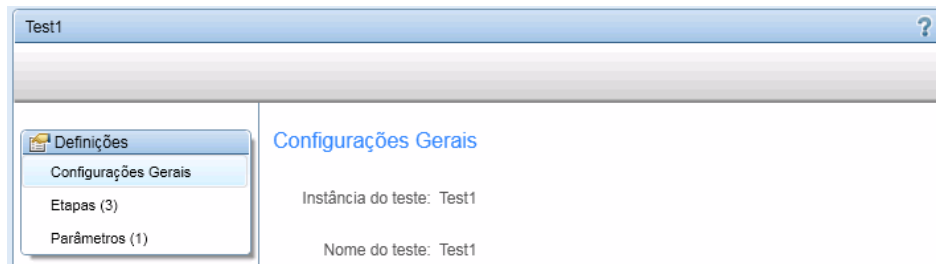 Test1 ?
Definições
Configurações Gerais
Etapas (3)
Parâmetros (1)
Configurações Gerais
Instância do teste: Test1
Nome do teste: Test1